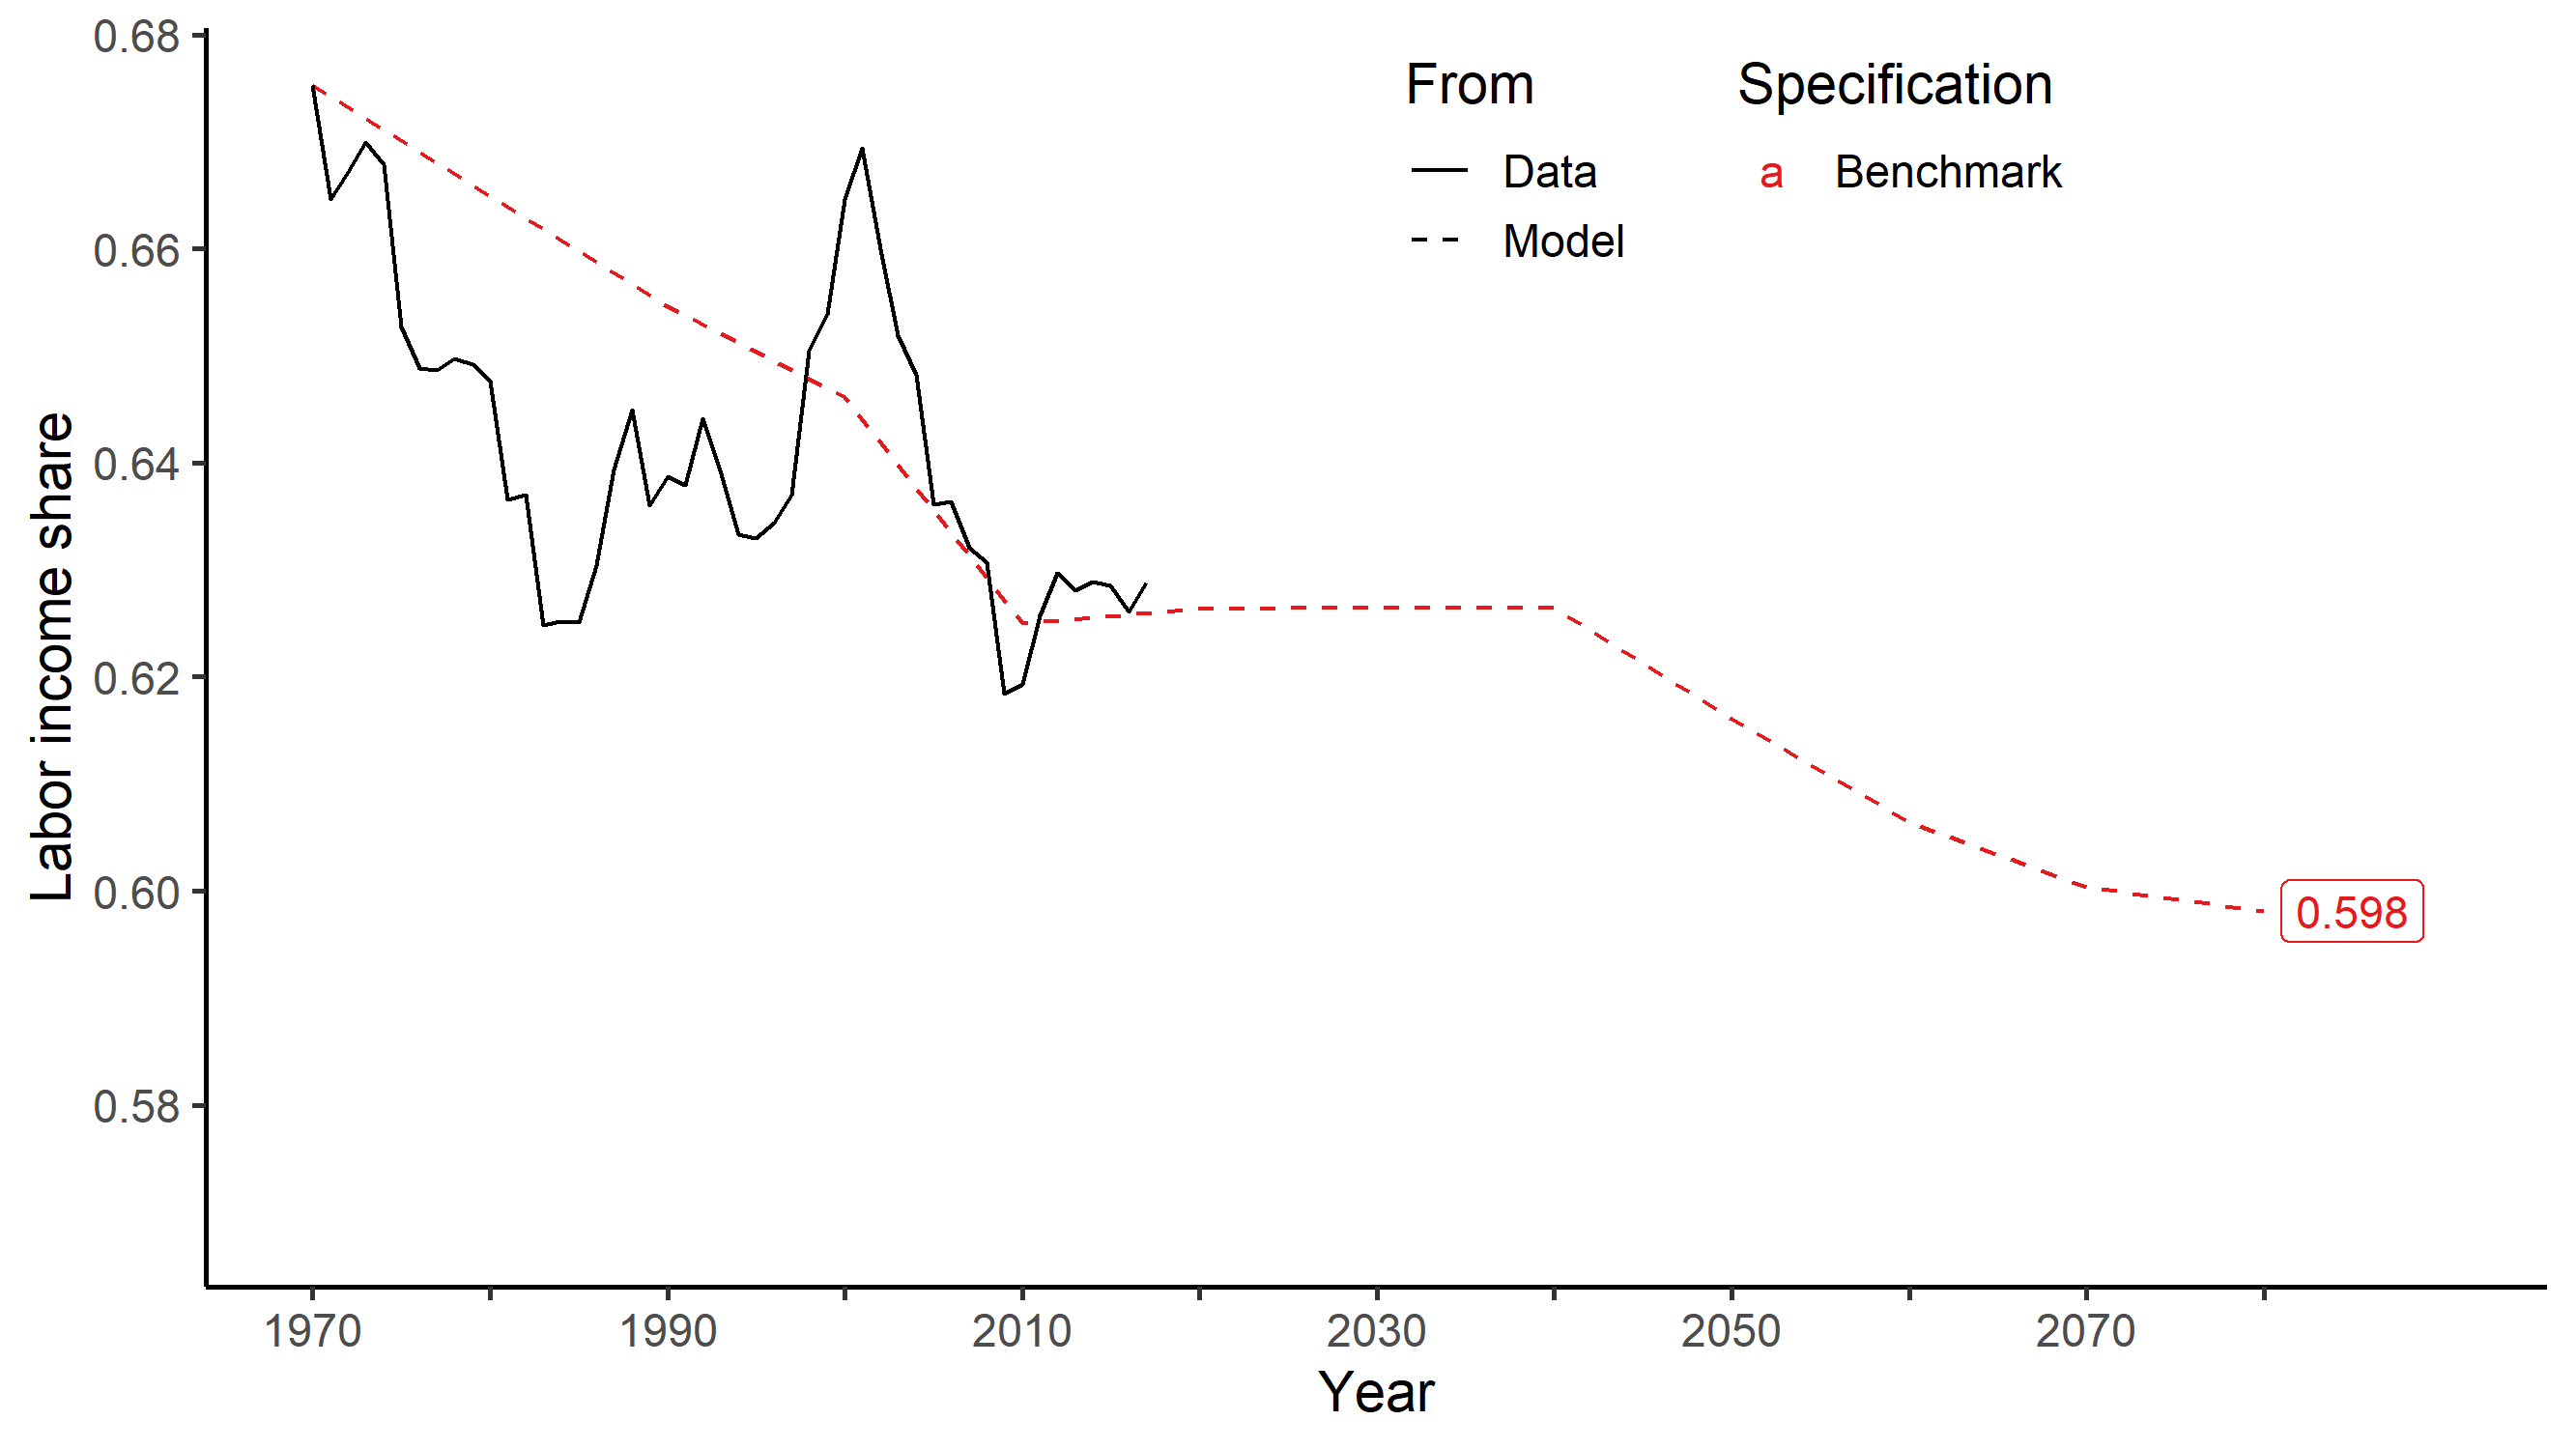 From
Data
Model
Specification
a Benchmark
Labor income share
0.68
0.66
0.64
0.62
0.60
0.58
0.598
1970 1990 2010 2030 2050 2070
Year